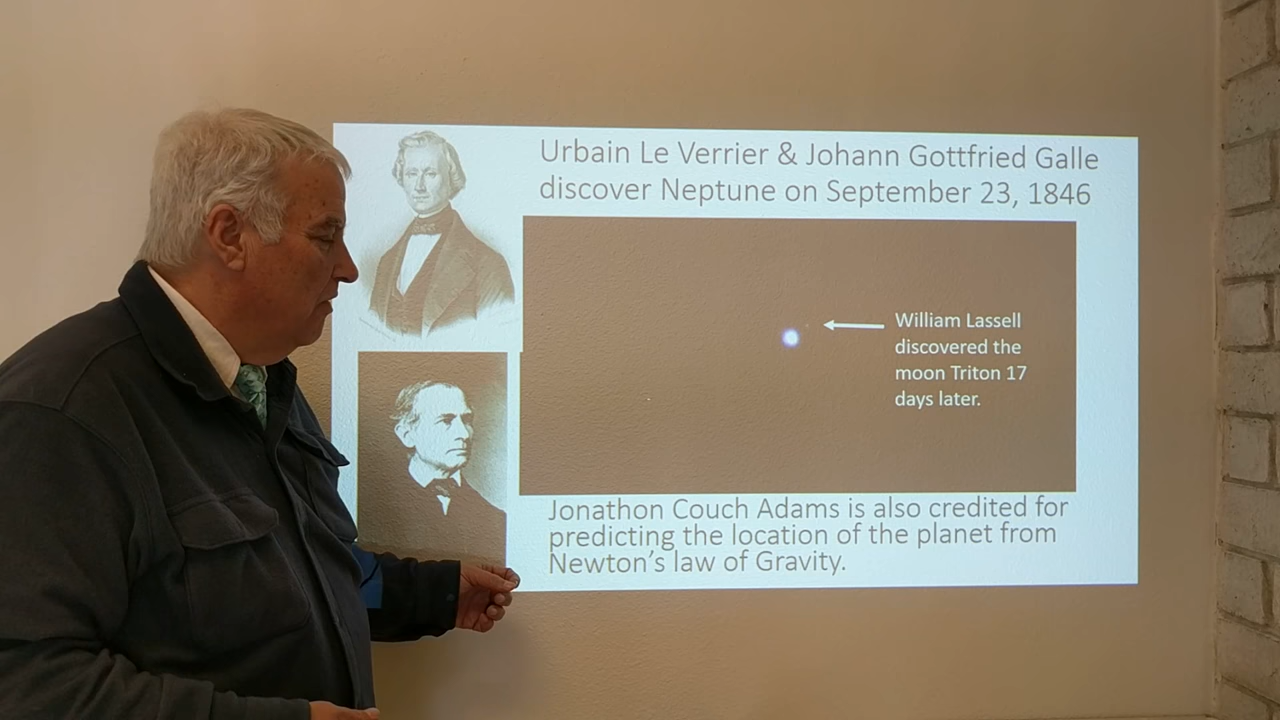 Urbain Le Verrier & Johann Gottfried Galle
discover Neptune on September 23, 1846
William Lassell
discovered the
moon Triton 17
days later.
Jonathon Couch Adams is also credited for
predicting the location of the planet from
Newton's law of Gravity.